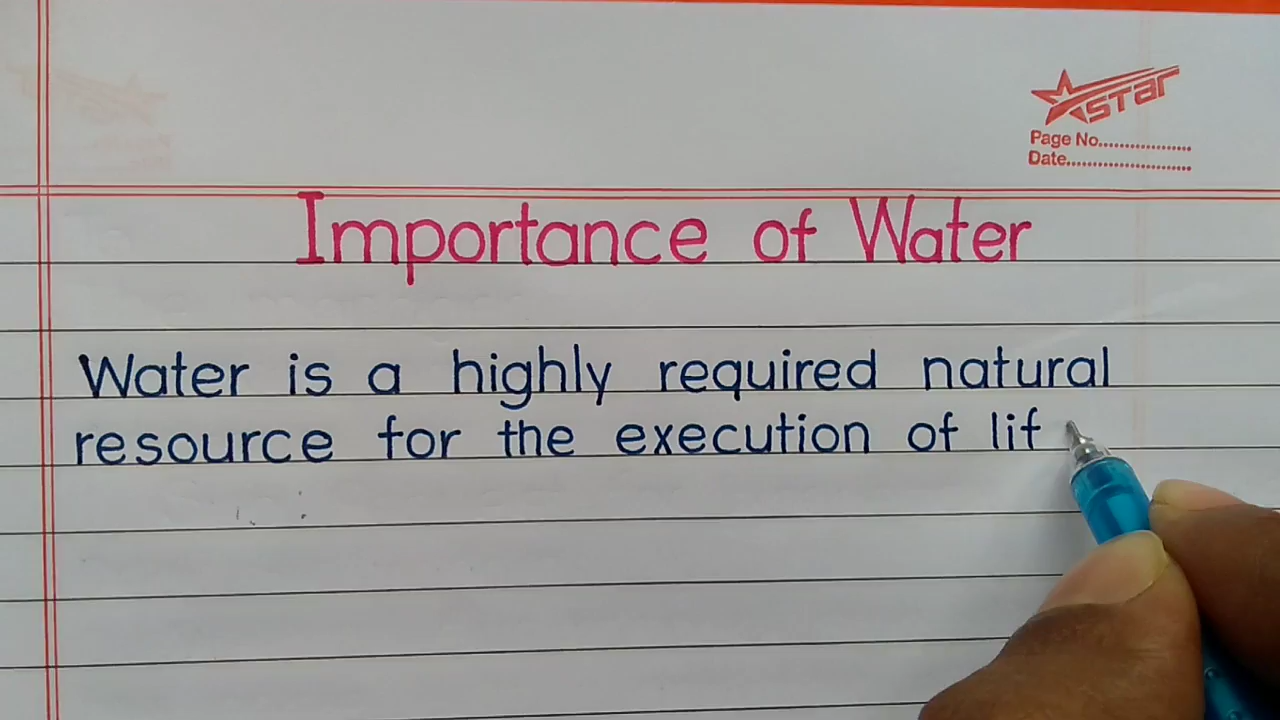 STAR
Page No.....................
Date...........................
Importance of Water
Water is a highly required natural
resource for the execution of lif